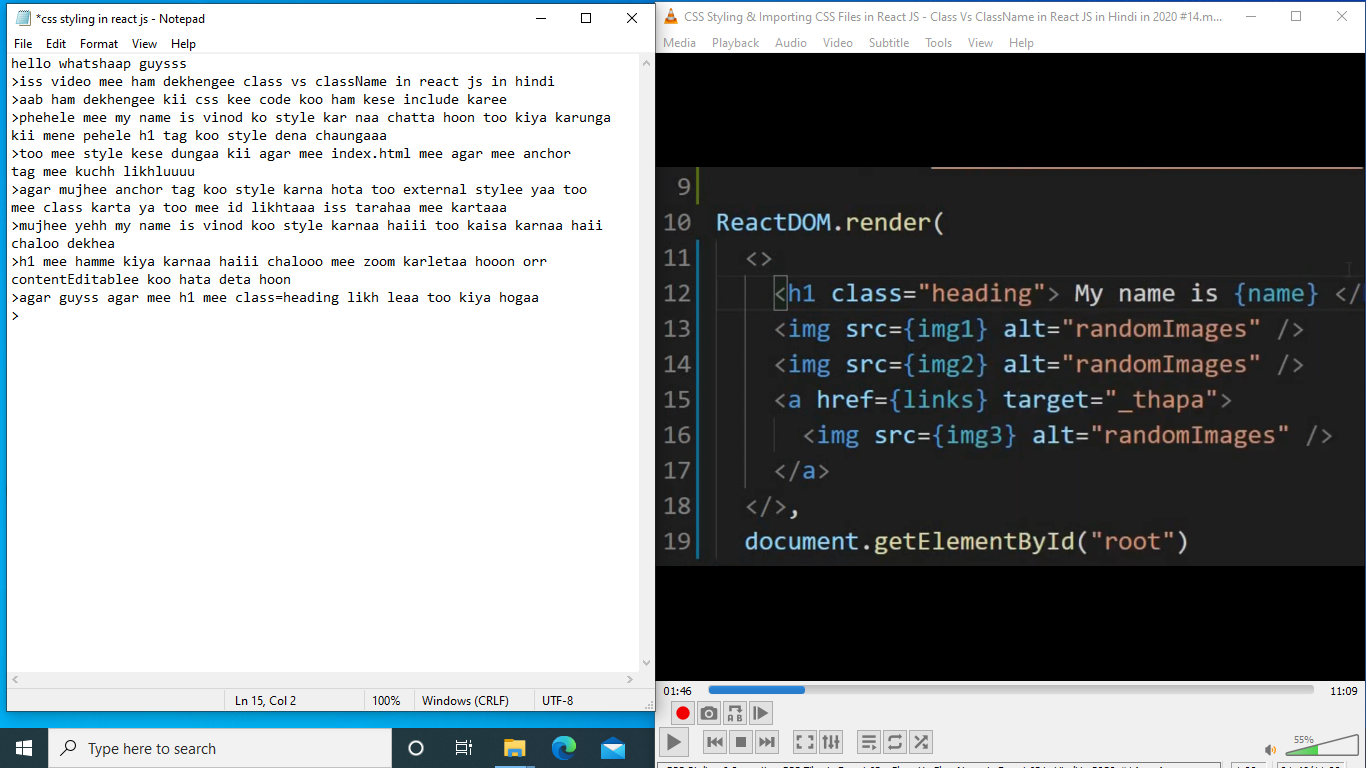 *css styling in react js - Notepad
File Edit Format View Help
hello whatshaap guysss
>iss video mee ham dekhengee class vs className in react js in hindi
>aab ham dekhengee kii css kee code koo ham kese include karee
>phehele mee my name is vinod ko style kar naa chatta hoon too kiya karunga
kii mene pehele h1 tag koo style dena chaungaaa
>too mee style kese dungaa kii agar mee index.html mee agar mee anchor
tag mee kuchh likhluuuu
>agar mujhee anchor tag koo style karna hota too external stylee yaa too
mee class karta ya too mee id likhtaaa iss tarahaa mee kartaaa
>mujhee yehh my name is vinod koo style karnaa haiii too kaisa karnaa haii
chaloo dekhea
>h1 mee hamme kiya karnaa haiii chalooo mee zoom karletaa hooon orr
contentEditablee koo hata deta hoon
>agar guyss agar mee h1 mee class=heading likh leaa too kiya hogaa
>
Ln 15, Col 2 100% Windows (CRLF) UTF-8
Type here to search
CSS Styling & Importing CSS Files in React JS - Class Vs ClassName in React JS in Hindi in 2020 #14.m...
Media Playback Audio Video Subtitle Tools View Help
9
10 ReactDOM.render(
11 <>
12 <h1 class="heading"> My name is {name} </
13 <img src={img1} alt="randomImages" />
14 <img src={img2} alt="randomImages" />
15 <a href={links} target="_thapa">
16 <img src={img3} alt="randomImages" />
17 </a>
18 </>,
19 document.getElementById("root")
01:46 11:09
A B
55%